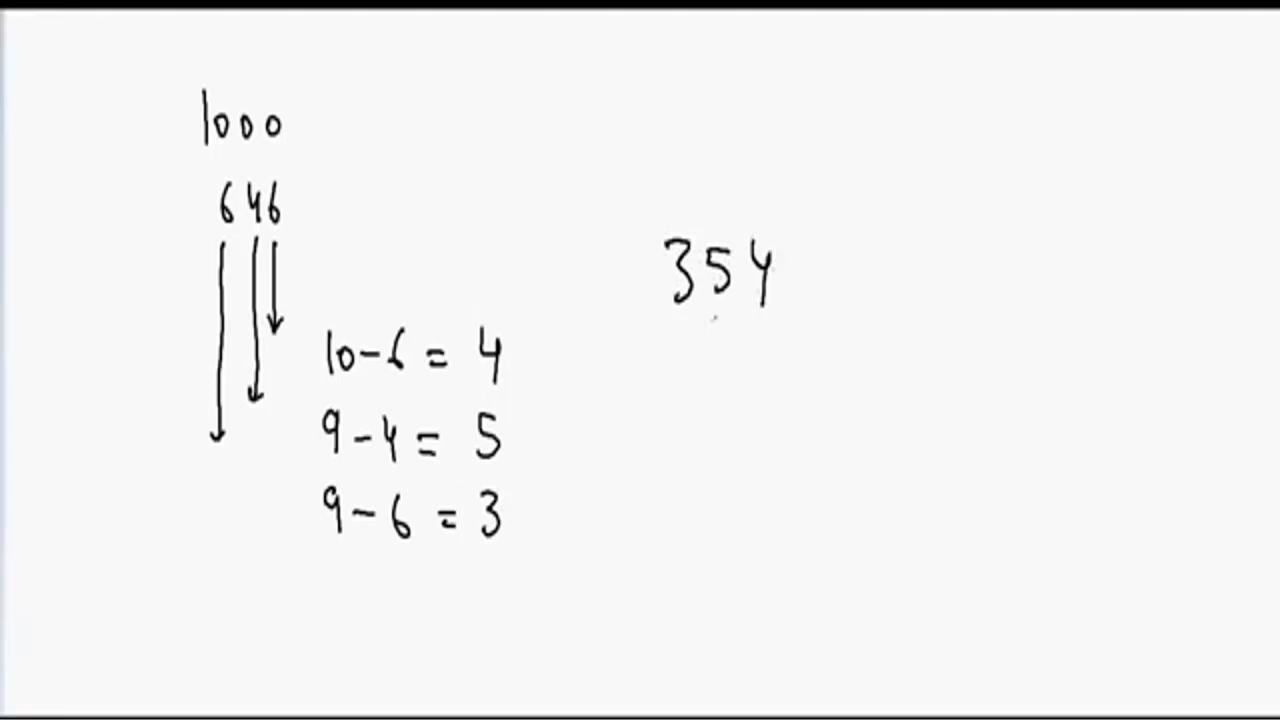 1000
646
354
10-6 = 4
9-4 = 5
9-6 = 3